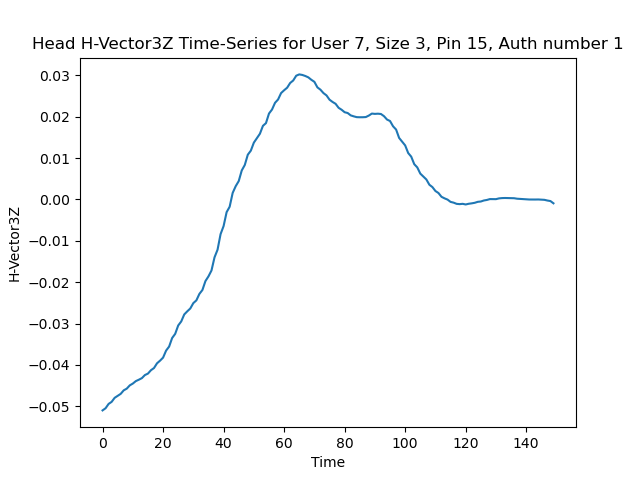 Head H-Vector3Z Time-Series for User 7, Size 3, Pin 15, Auth number 1
0.03
0.02
0.01
0.00
−0.01
−0.02
−0.03
−0.04
−0.05
H-Vector3Z
0 20 40 60 80 100 120 140
Time